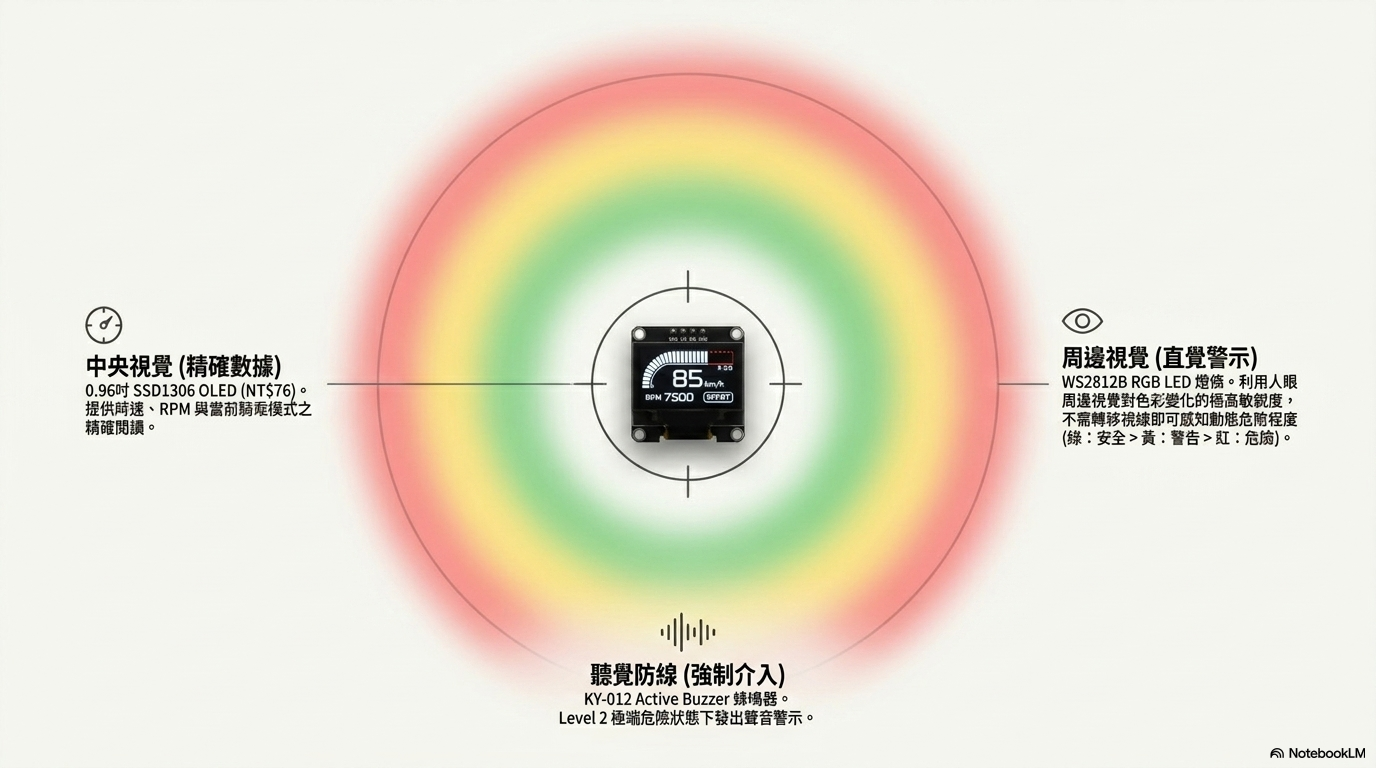 中央視覺 (精確數據)
0.96吋 SSD1306 OLED (NT$76)。
提供時速、RPM 與當前騎乘模式之
精確閱讀。
85 km/h
RPM 7500
周邊視覺 (直覺警示)
WS2812B RGB LED 燈條。利用人眼
周邊視覺對色彩變化的極高敏銳度，
不需轉移視線即可感知動態危險程度
(綠：安全 > 黃：警告 > 紅：危險)。
聽覺防線 (強制介入)
KY-012 Active Buzzer 蜂鳴器。
Level 2 極端危險狀態下發出聲音警示。
NotebookLM